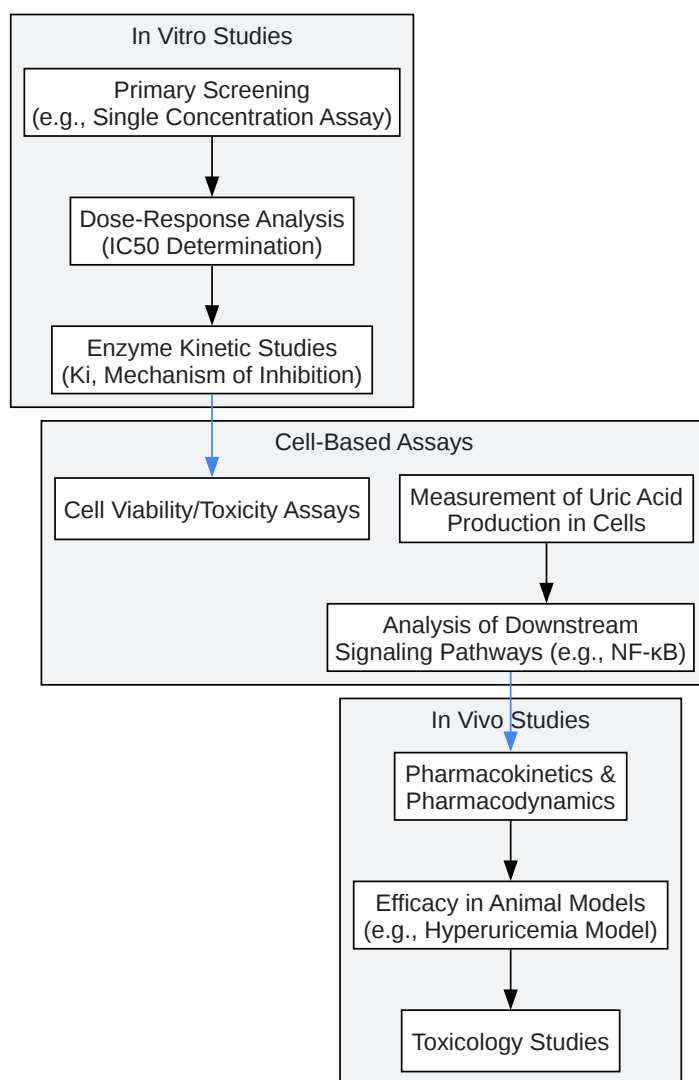 In Vitro Studies
Primary Screening
(e.g., Single Concentration Assay)
Dose-Response Analysis
(IC50 Determination)
Enzyme Kinetic Studies
(Ki, Mechanism of Inhibition)
Cell-Based Assays
Cell Viability/Toxicity Assays
Measurement of Uric Acid
Production in Cells
Analysis of Downstream
Signaling Pathways (e.g., NF-κB)
In Vivo Studies
Pharmacokinetics &
Pharmacodynamics
Efficacy in Animal Models
(e.g., Hyperuricemia Model)
Toxicology Studies